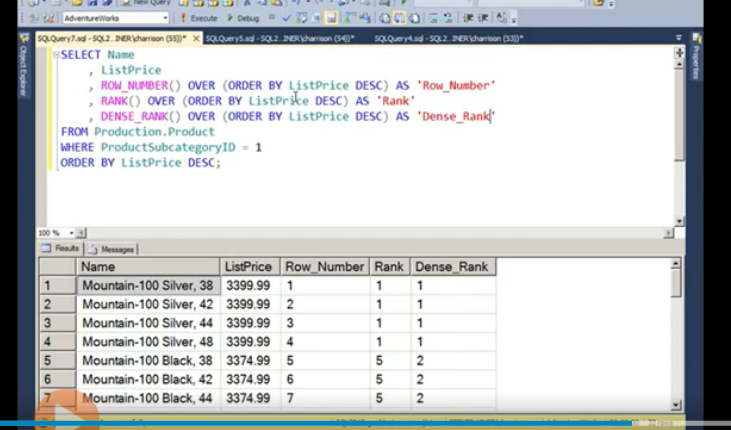 New Query
AdventureWorks
Execute
Debug
SQLQuery7.sql - SQL2...INER\charrison (55))*
SQLQuery5.sql - SQL2...INER\charrison (54))*
SQLQuery4.sql - SQL2...INER\charrison (53))*
Object Explorer
Properties
SELECT Name
, ListPrice
, ROW_NUMBER() OVER (ORDER BY ListPrice DESC) AS 'Row_Number'
, RANK() OVER (ORDER BY ListPrice DESC) AS 'Rank'
, DENSE_RANK() OVER (ORDER BY ListPrice DESC) AS 'Dense_Rank'
FROM Production.Product
WHERE ProductSubcategoryID = 1
ORDER BY ListPrice DESC;
100 %
Results Messages
Name ListPrice Row_Number Rank Dense_Rank
1 Mountain-100 Silver, 38 3399.99 1 1 1
2 Mountain-100 Silver, 42 3399.99 2 1 1
3 Mountain-100 Silver, 44 3399.99 3 1 1
4 Mountain-100 Silver, 48 3399.99 4 1 1
5 Mountain-100 Black, 38 3374.99 5 5 2
6 Mountain-100 Black, 42 3374.99 6 5 2
7 Mountain-100 Black, 44 3374.99 7 5 2